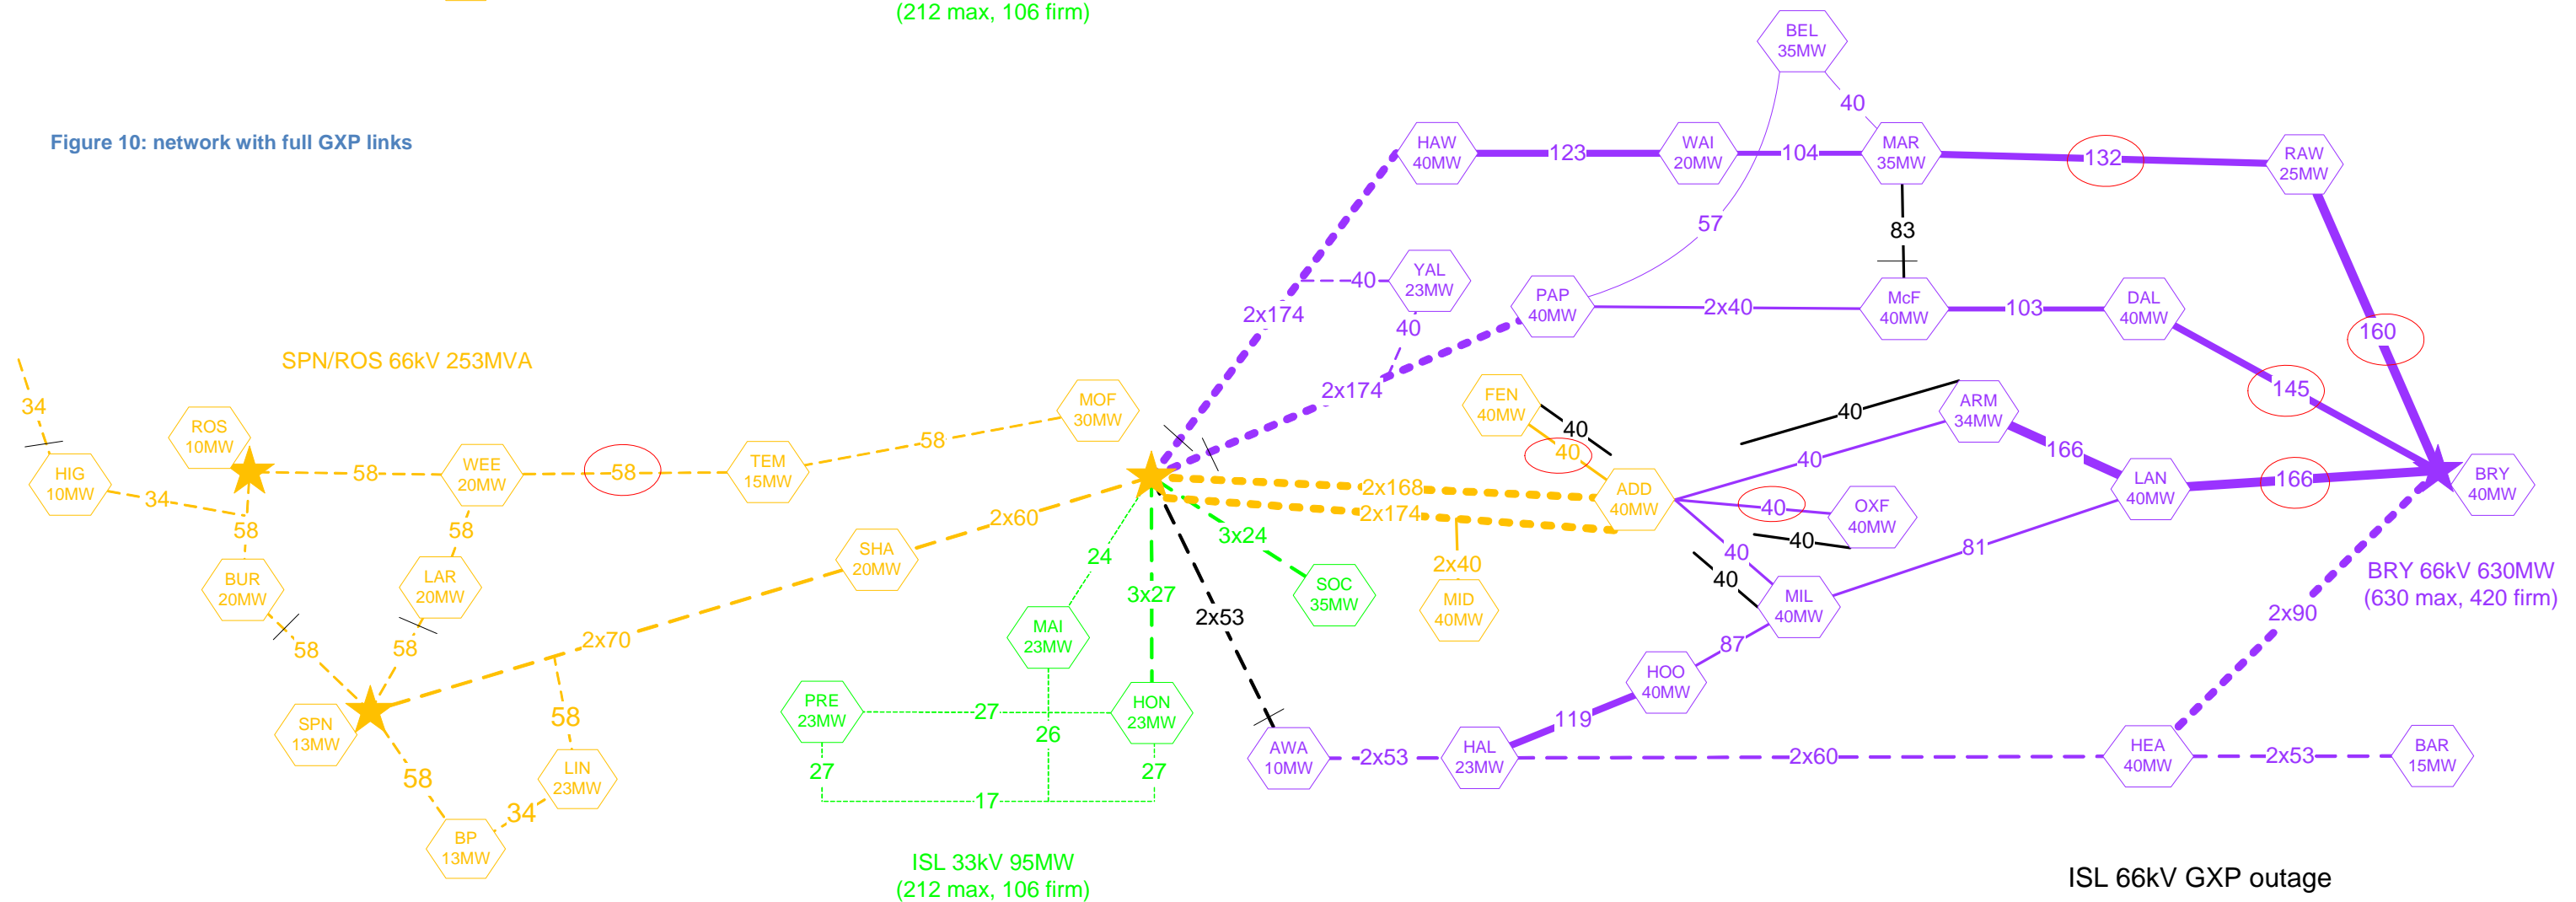 (212 max, 106 firm)
Figure 10: network with full GXP links
BEL
35MW
40
HAW
40MW
123
WAI
20MW
104
MAR
35MW
132
RAW
25MW
57
83
YAL
23MW
40
40
2x174
PAP
40MW
2x40
McF
40MW
103
DAL
40MW
160
2x174
145
SPN/ROS 66kV 253MVA
34
ROS
10MW
HIG
10MW
34
58
58
WEE
20MW
58
TEM
15MW
58
MOF
30MW
FEN
40MW
40
40
40
ARM
34MW
40
166
2x168
2x174
ADD
40MW
40
OXF
40MW
40
LAN
40MW
166
BRY
40MW
2x60
SHA
20MW
58
BUR
20MW
LAR
20MW
58
58
2x70
24
3x24
SOC
35MW
3x27
2x53
2x40
MID
40MW
40
40
MIL
40MW
81
BRY 66kV 630MW
(630 max, 420 firm)
2x90
MAI
23MW
87
HOO
40MW
119
SPN
13MW
58
58
LIN
23MW
34
BP
13MW
PRE
23MW
27
HON
23MW
26
27
27
17
AWA
10MW
2x53
HAL
23MW
2x60
HEA
40MW
2x53
BAR
15MW
ISL 33kV 95MW
(212 max, 106 firm)
ISL 66kV GXP outage